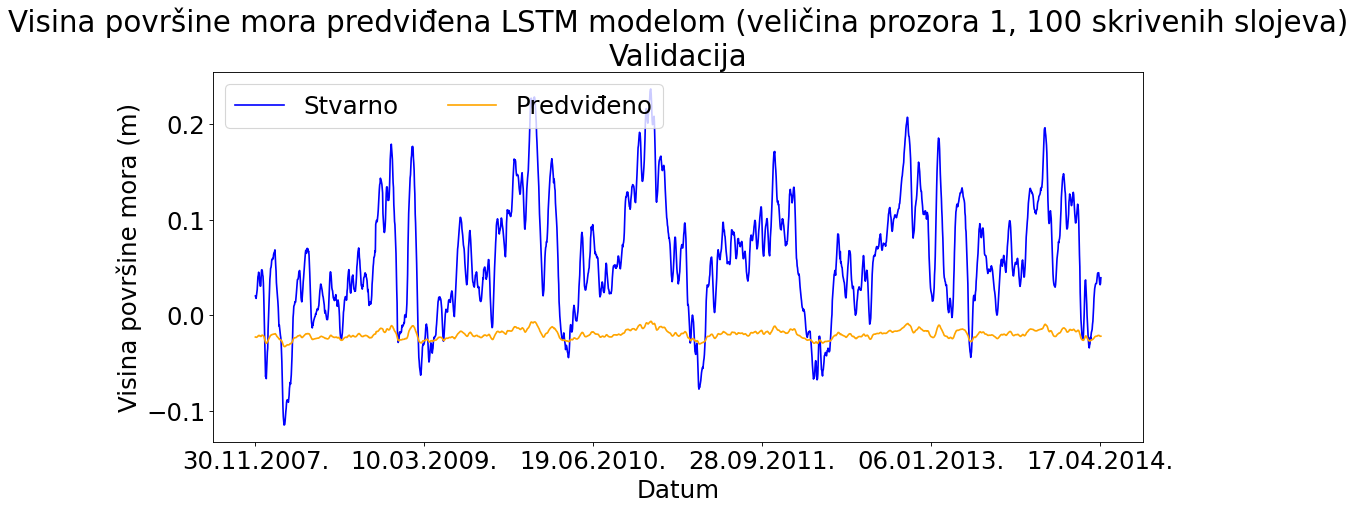 Visina površine mora predviđena LSTM modelom (veličina prozora 1, 100 skrivenih slojeva)
Validacija
Stvarno
Predviđeno
Visina površine mora (m)
0.2
0.1
0.0
−0.1
30.11.2007.
10.03.2009.
19.06.2010.
28.09.2011.
06.01.2013.
17.04.2014.
Datum